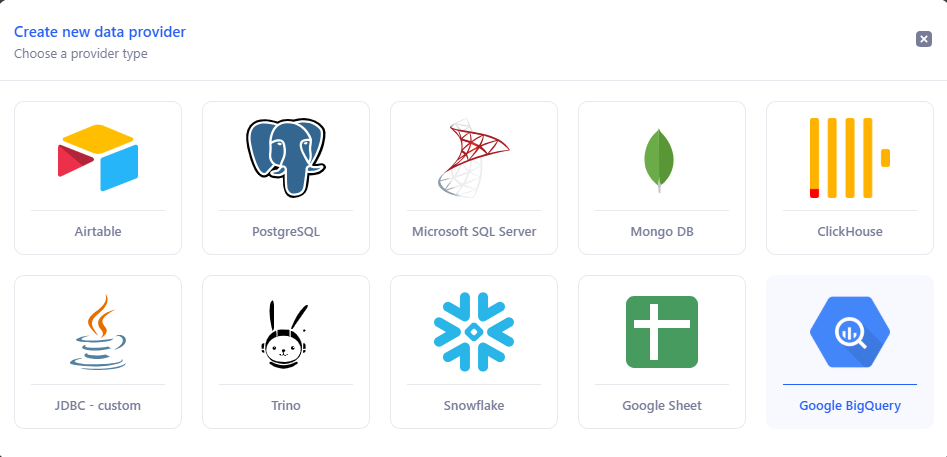 Create new data provider
Choose a provider type
Airtable
PostgreSQL
Microsoft SQL Server
Mongo DB
ClickHouse
JDBC - custom
Trino
Snowflake
Google Sheet
Google BigQuery